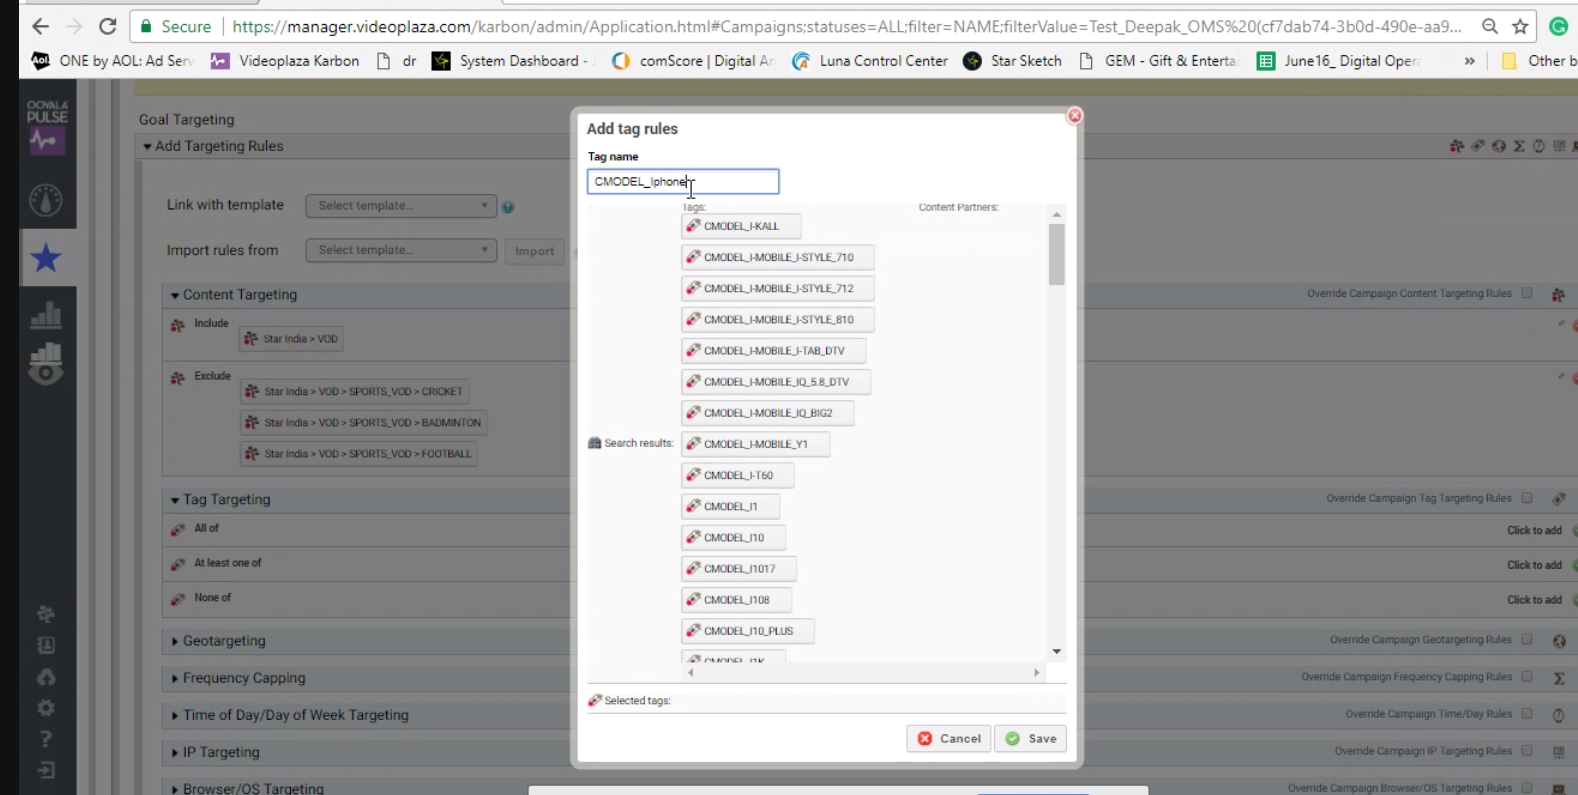 Secure | https://manager.videoplaza.com/karbon/admin/Application.html#Campaigns;statuses=ALL;filter=NAME;filterValue=Test_Deepak_OMS%20(cf7dab74-3b0d-490e-aa9...
Aol. ONE by AOL: Ad Serv Videoplaza Karbon dr System Dashboard - comScore | Digital An Luna Control Center Star Sketch GEM - Gift & Enterta June16_ Digital Oper » Other b
OOYALA
PULSE
Goal Targeting
Add Targeting Rules
Link with template Select template...
Import rules from Select template... Import
Content Targeting Override Campaign Content Targeting Rules
Include
Star India > VOD
Exclude
Star India > VOD > SPORTS_VOD > CRICKET
Star India > VOD > SPORTS_VOD > BADMINTON
Star India > VOD > SPORTS_VOD > FOOTBALL
Tag Targeting Override Campaign Tag Targeting Rules
All of Click to add
At least one of Click to add
None of Click to add
Geotargeting Override Campaign Geotargeting Rules
Frequency Capping Override Campaign Frequency Capping Rules
Time of Day/Day of Week Targeting Override Campaign Time/Day Rules
IP Targeting Override Campaign IP Targeting Rules
Browser/OS Targeting Override Campaign Browser/OS Targeting Rules
Add tag rules
Tag name
CMODEL_Iphone
Tags: Content Partners:
CMODEL_I-KALL
CMODEL_I-MOBILE_I-STYLE_710
CMODEL_I-MOBILE_I-STYLE_712
CMODEL_I-MOBILE_I-STYLE_810
CMODEL_I-MOBILE_I-TAB_DTV
CMODEL_I-MOBILE_IQ_5.8_DTV
CMODEL_I-MOBILE_IQ_BIG2
Search results: CMODEL_I-MOBILE_Y1
CMODEL_I-T60
CMODEL_I1
CMODEL_I10
CMODEL_I1017
CMODEL_I108
CMODEL_I10_PLUS
CMODEL_I1K
Selected tags:
Cancel Save